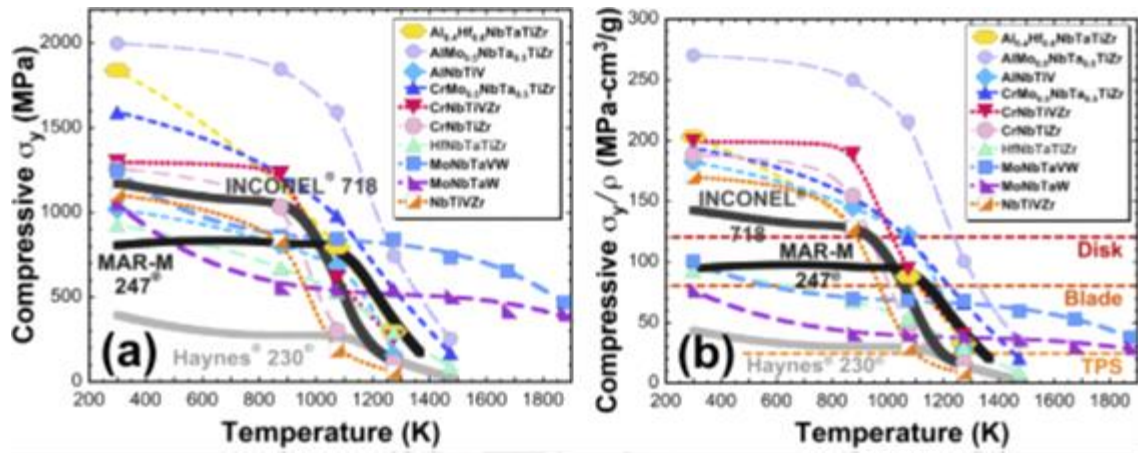 (a)
Compressive σy (MPa)
2000
1500
1000
500
0
200 400 600 800 1000 1200 1400 1600 1800
Temperature (K)
Al0.4Hf0.6NbTaTiZr
AlMo0.5NbTa0.5TiZr
AlNbTiV
CrMo0.5NbTa0.5TiZr
CrNbTiVZr
CrNbTiZr
HfNbTaTiZr
MoNbTaVW
MoNbTaW
NbTiVZr
INCONEL® 718
MAR-M
247®
Haynes® 230®
(b)
Compressive σy/ρ (MPa-cm³/g)
300
250
200
150
100
50
0
200 400 600 800 1000 1200 1400 1600 1800
Temperature (K)
Al0.4Hf0.6NbTaTiZr
AlMo0.5NbTa0.5TiZr
AlNbTiV
CrMo0.5NbTa0.5TiZr
CrNbTiVZr
CrNbTiZr
HfNbTaTiZr
MoNbTaVW
MoNbTaW
NbTiVZr
INCONEL®
718
MAR-M
247®
Disk
Blade
Haynes® 230®
TPS